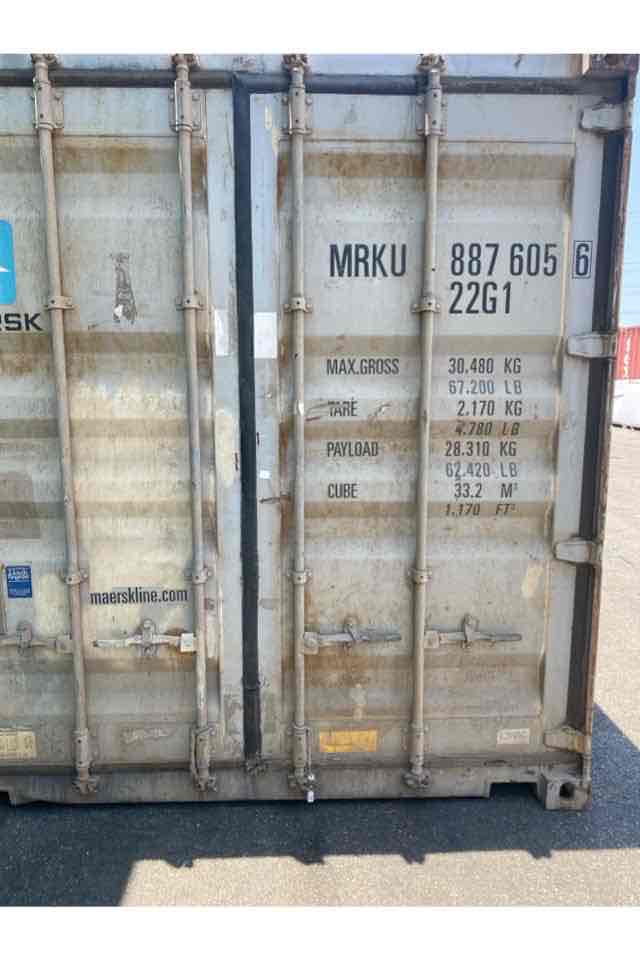 RSK
maerskline.com
MRKU 887 605 6
22G1
MAX.GROSS 30.480 KG
67.200 LB
TARE 2.170 KG
4.780 LB
PAYLOAD 28.310 KG
62.420 LB
CUBE 33.2 M³
1.170 FT³